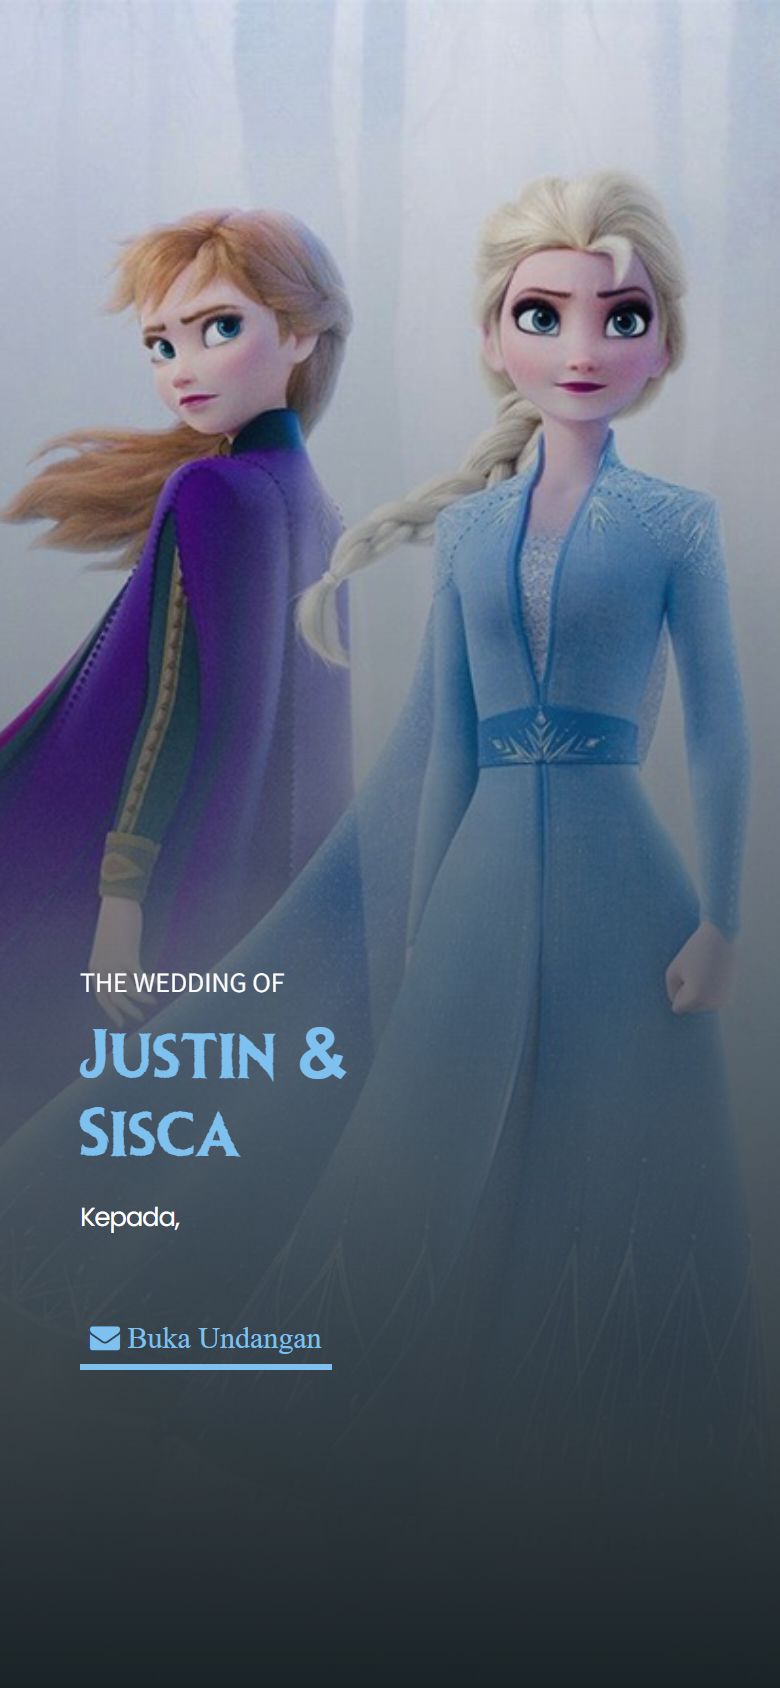 THE WEDDING OF
JUSTIN &
SISCA
Kepada,
Buka Undangan